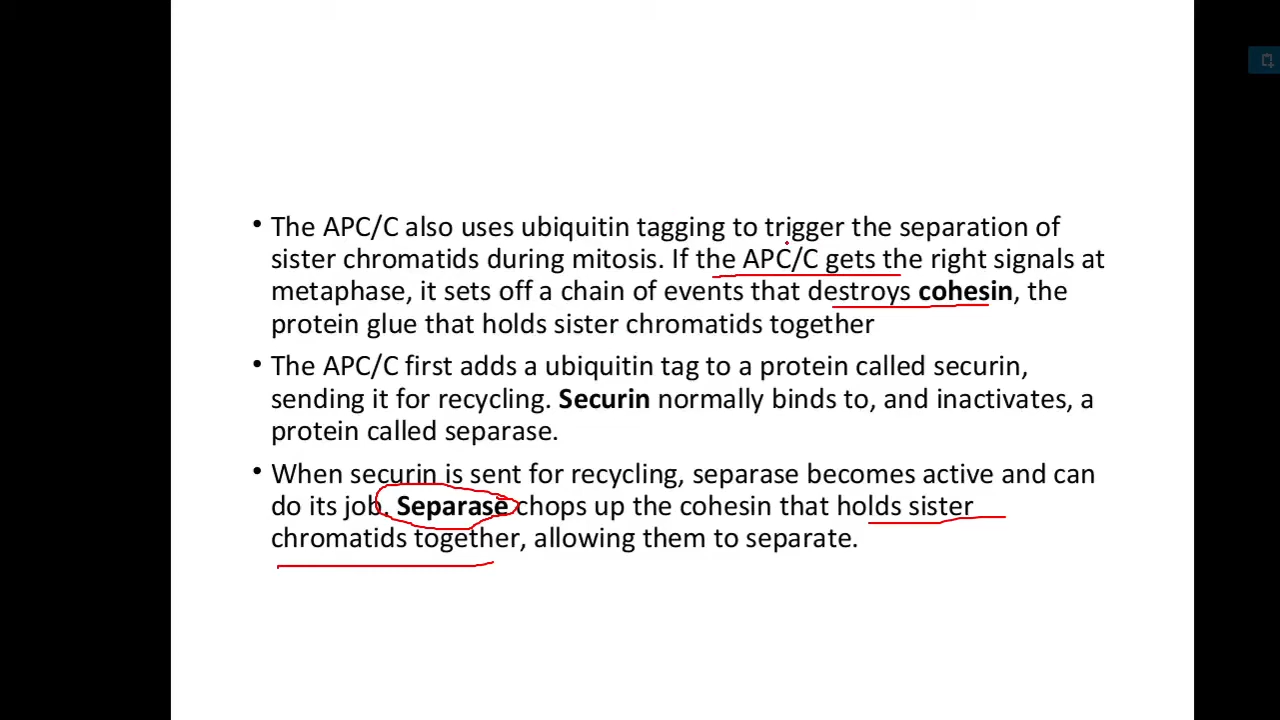 • The APC/C also uses ubiquitin tagging to trigger the separation of
sister chromatids during mitosis. If the APC/C gets the right signals at
metaphase, it sets off a chain of events that destroys cohesin, the
protein glue that holds sister chromatids together
• The APC/C first adds a ubiquitin tag to a protein called securin,
sending it for recycling. Securin normally binds to, and inactivates, a
protein called separase.
• When securin is sent for recycling, separase becomes active and can
do its job. Separase chops up the cohesin that holds sister
chromatids together, allowing them to separate.